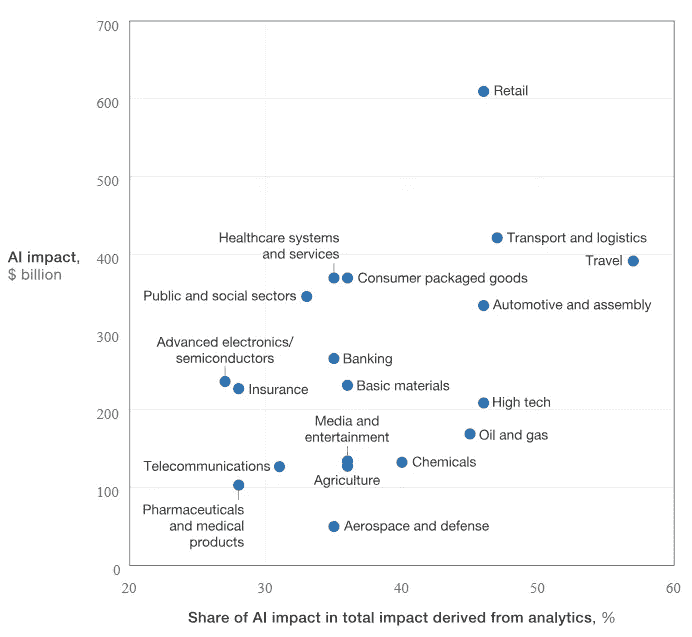 700
600
500
400
300
200
100
0
AI impact,
$ billion
Retail
Transport and logistics
Healthcare systems
and services
Travel
Consumer packaged goods
Public and social sectors
Automotive and assembly
Advanced electronics/
semiconductors
Banking
Insurance
Basic materials
High tech
Media and
entertainment
Oil and gas
Telecommunications
Chemicals
Agriculture
Pharmaceuticals
and medical
products
Aerospace and defense
20 30 40 50 60
Share of AI impact in total impact derived from analytics, %